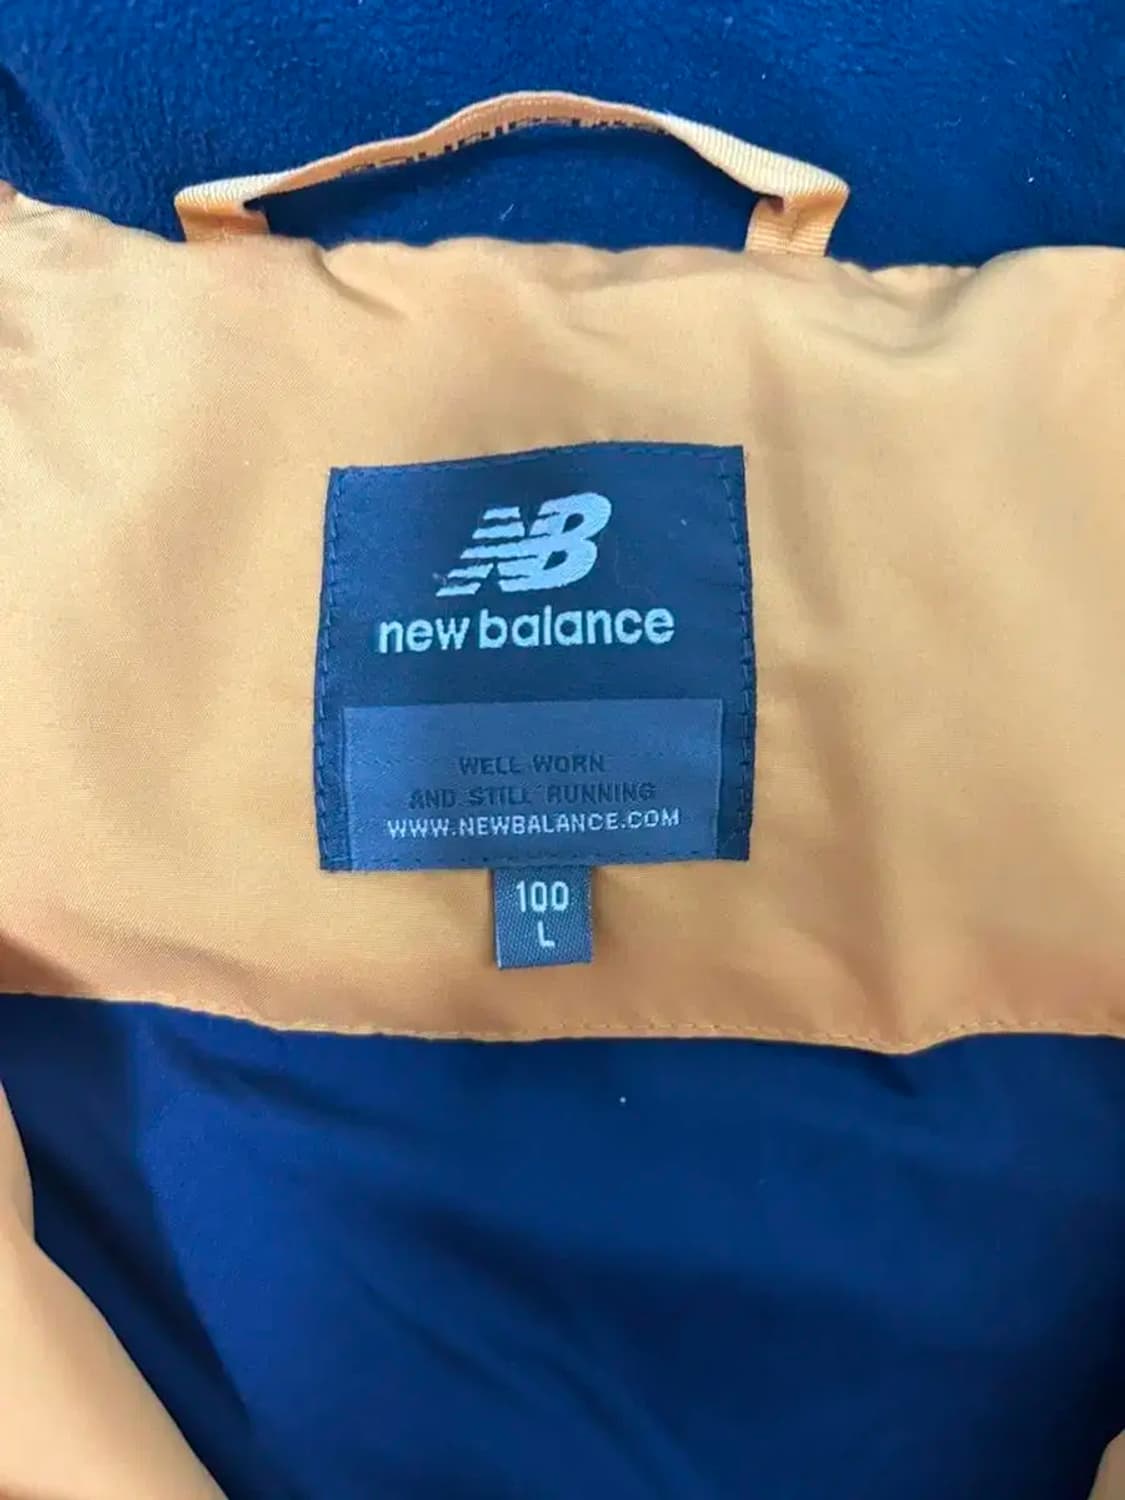 NB
new balance
WELL WORN
AND STILL RUNNING
WWW.NEWBALANCE.COM
100
L